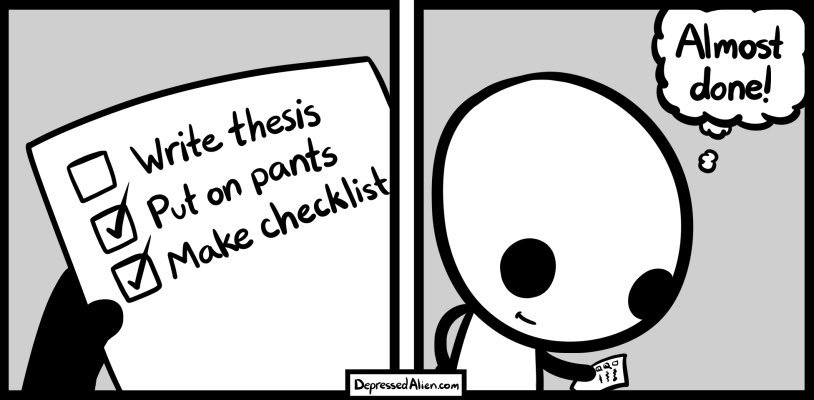 Write thesis
Put on pants
Make checklist
Almost
done!
DepressedAlien.com